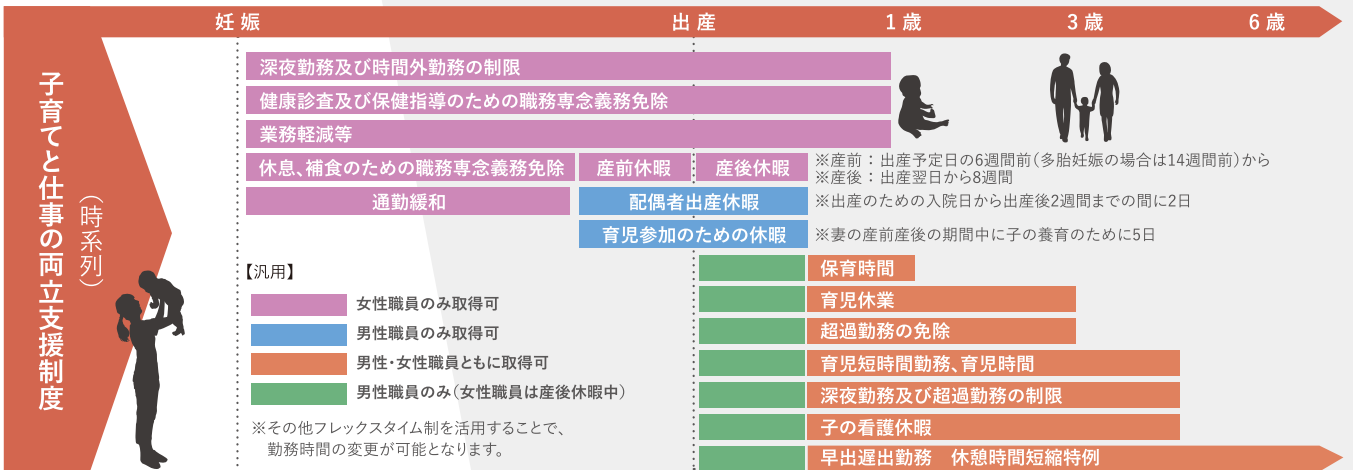 妊娠
出産
1歳
3歳
6歳
子育てと仕事の両立支援制度
（時系列）
深夜勤務及び時間外勤務の制限
健康診査及び保健指導のための職務専念義務免除
業務軽減等
休息、補食のための職務専念義務免除
産前休暇
産後休暇
※産前：出産予定日の6週間前（多胎妊娠の場合は14週間前）から
※産後：出産翌日から8週間
通勤緩和
配偶者出産休暇
※出産のための入院日から出産後2週間までの間に2日
育児参加のための休暇
※妻の産前産後の期間中に子の養育のために5日
保育時間
育児休業
超過勤務の免除
育児短時間勤務、育児時間
深夜勤務及び超過勤務の制限
子の看護休暇
早出遅出勤務　休憩時間短縮特例
【汎用】
女性職員のみ取得可
男性職員のみ取得可
男性・女性職員ともに取得可
男性職員のみ（女性職員は産後休暇中）
※その他フレックスタイム制を活用することで、
勤務時間の変更が可能となります。